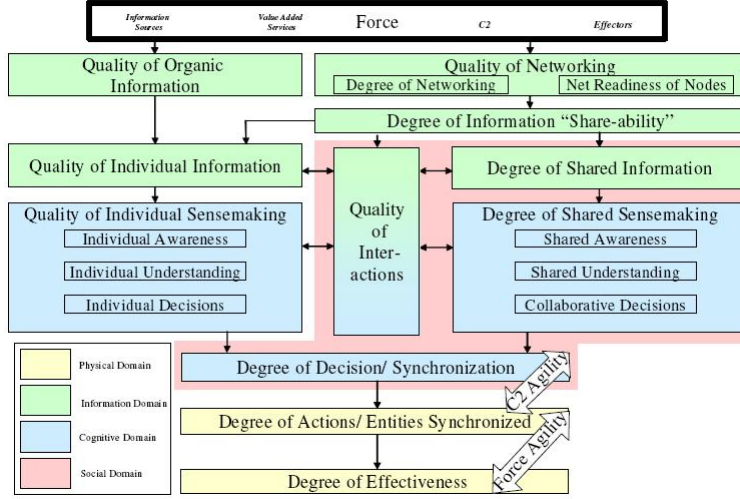 Information
Sources
Value Added
Services
Force
C2
Effectors
Quality of Organic
Information
Quality of Networking
Degree of Networking
Net Readiness of Nodes
Degree of Information “Share-ability”
Quality of Individual Information
Degree of Shared Information
Quality of Individual Sensemaking
Individual Awareness
Individual Understanding
Individual Decisions
Quality
of
Inter-
actions
Degree of Shared Sensemaking
Shared Awareness
Shared Understanding
Collaborative Decisions
Degree of Decision/ Synchronization
C2 Agility
Degree of Actions/ Entities Synchronized
Force Agility
Degree of Effectiveness
Physical Domain
Information Domain
Cognitive Domain
Social Domain